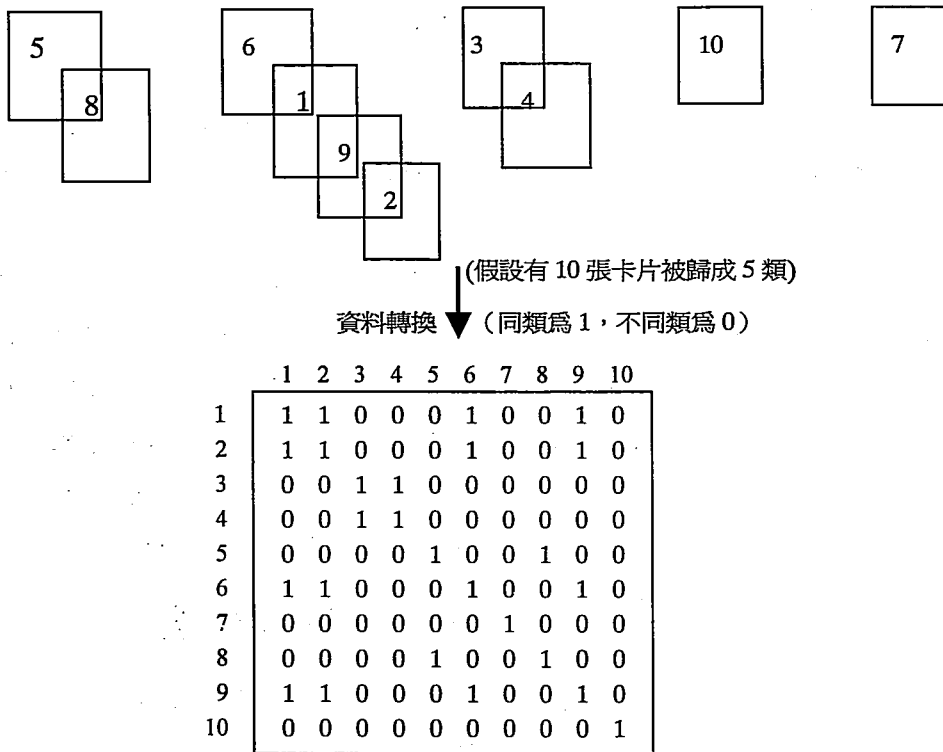 5 6 3 10 7
8 1 4
9
2
(假設有 10 張卡片被歸成 5 類)
資料轉換 (同類爲 1,不同類爲 0)
1 2 3 4 5 6 7 8 9 10
1 1 1 0 0 0 1 0 0 1 0
2 1 1 0 0 0 1 0 0 1 0
3 0 0 1 1 0 0 0 0 0 0
4 0 0 1 1 0 0 0 0 0 0
5 0 0 0 0 1 0 0 1 0 0
6 1 1 0 0 0 1 0 0 1 0
7 0 0 0 0 0 0 1 0 0 0
8 0 0 0 0 1 0 0 1 0 0
9 1 1 0 0 0 1 0 0 1 0
10 0 0 0 0 0 0 0 0 0 1